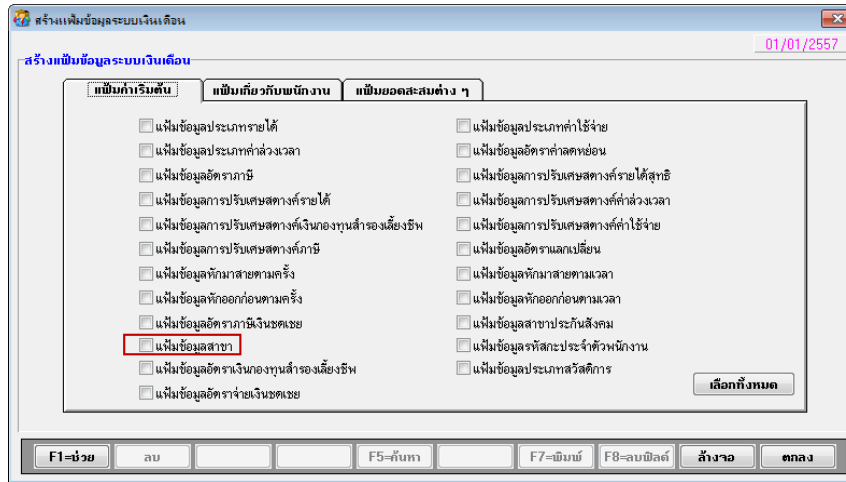 สร้างแฟ้มข้อมูลระบบเงินเดือน
01/01/2557
สร้างแฟ้มข้อมูลระบบเงินเดือน
แฟ้มค่าเริ่มต้น แฟ้มเกี่ยวกับพนักงาน แฟ้มยอดสะสมต่าง ๆ
แฟ้มข้อมูลประเภทรายได้ แฟ้มข้อมูลประเภทค่าใช้จ่าย
แฟ้มข้อมูลประเภทค่าล่วงเวลา แฟ้มข้อมูลอัตราค่าลดหย่อน
แฟ้มข้อมูลอัตราภาษี แฟ้มข้อมูลการปรับเศษสตางค์รายได้สุทธิ
แฟ้มข้อมูลการปรับเศษสตางค์รายได้ แฟ้มข้อมูลการปรับเศษสตางค์ค่าล่วงเวลา
แฟ้มข้อมูลการปรับเศษสตางค์เงินกองทุนสำรองเลี้ยงชีพ แฟ้มข้อมูลการปรับเศษสตางค์ค่าใช้จ่าย
แฟ้มข้อมูลการปรับเศษสตางค์ภาษี แฟ้มข้อมูลอัตราแลกเปลี่ยน
แฟ้มข้อมูลหักมาสายตามครั้ง แฟ้มข้อมูลหักมาสายตามเวลา
แฟ้มข้อมูลหักออกก่อนตามครั้ง แฟ้มข้อมูลหักออกก่อนตามเวลา
แฟ้มข้อมูลอัตราภาษีเงินชดเชย แฟ้มข้อมูลสาขาประกันสังคม
แฟ้มข้อมูลสาขา แฟ้มข้อมูลรหัสกะประจำตัวพนักงาน
แฟ้มข้อมูลอัตราเงินกองทุนสำรองเลี้ยงชีพ แฟ้มข้อมูลประเภทสวัสดิการ
แฟ้มข้อมูลอัตราจ่ายเงินชดเชย เลือกทั้งหมด
F1=ช่วย ลบ F5=ค้นหา F7=พิมพ์ F8=ลบฟิลด์ ล้างจอ ตกลง